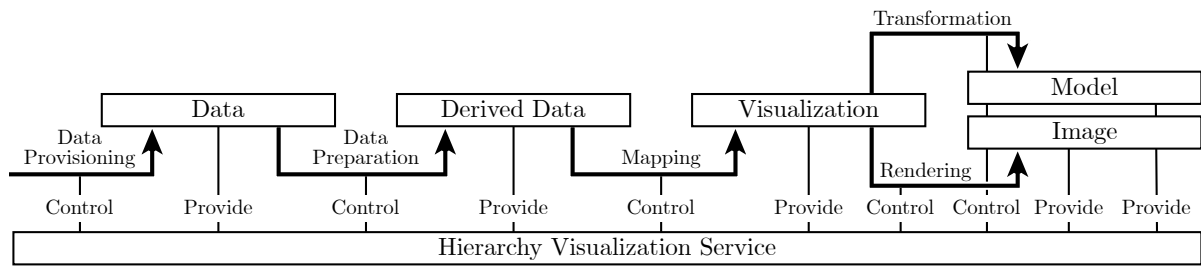 Transformation
Model
Data
Derived Data
Visualization
Image
Data
Provisioning
Data
Preparation
Mapping
Rendering
Control
Provide
Control
Provide
Control
Provide
Control
Control
Provide
Provide
Hierarchy Visualization Service